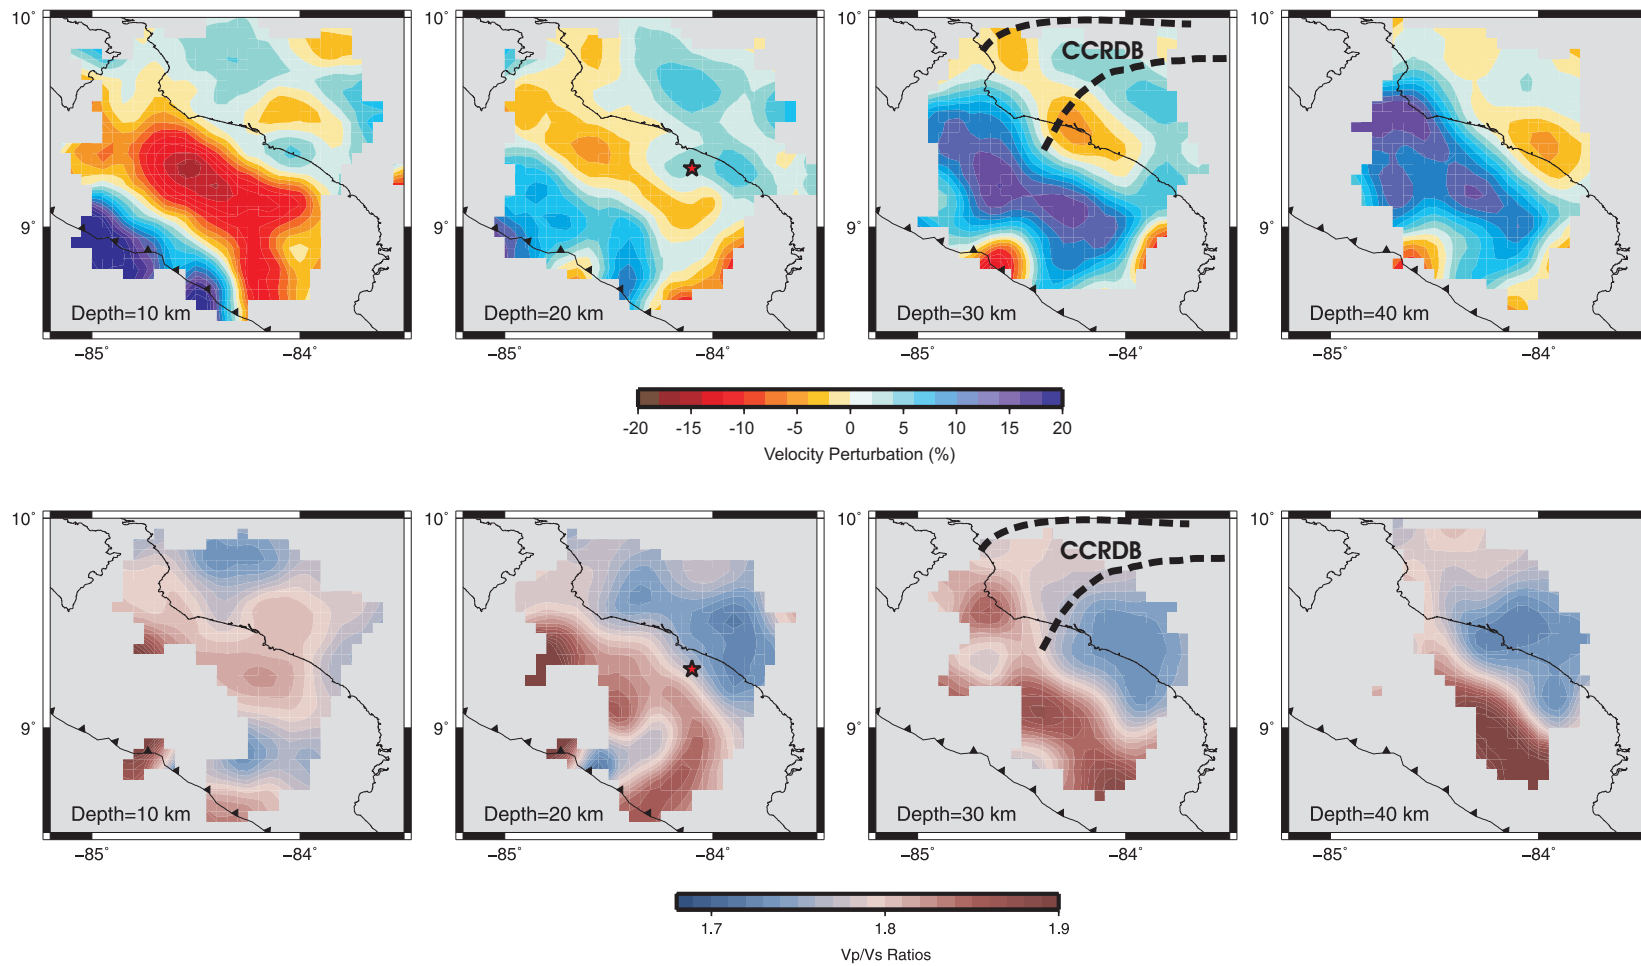 10°
9°
Depth=10 km
−85˚
−84˚
10˚
9˚
Depth=20 km
−85˚
−84˚
10˚
9˚
CCRDB
Depth=30 km
−85˚
−84˚
10˚
9˚
Depth=40 km
−85˚
−84˚
-20 -15 -10 -5 0 5 10 15 20
Velocity Perturbation (%)
10˚
9˚
Depth=10 km
−85˚
−84˚
10˚
9˚
Depth=20 km
−85˚
−84˚
10˚
9˚
CCRDB
Depth=30 km
−85˚
−84˚
10˚
9˚
Depth=40 km
−85˚
−84˚
1.7 1.8 1.9
Vp/Vs Ratios